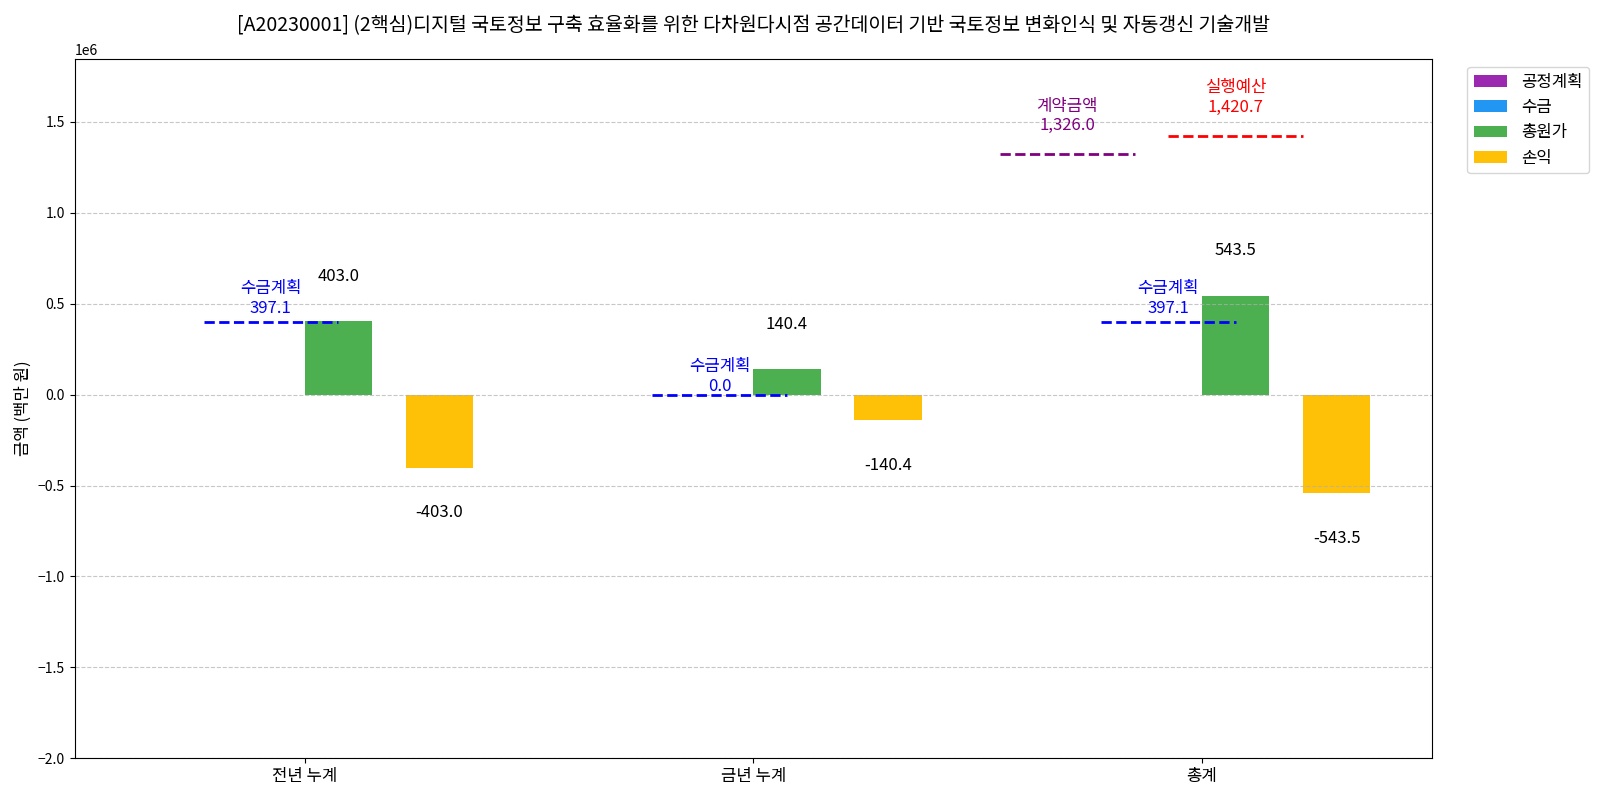 [A20230001] (2핵심)디지털 국토정보 구축 효율화를 위한 다차원다시점 공간데이터 기반 국토정보 변화인식 및 자동갱신 기술개발
1e6
공정계획
수금
총원가
손익
실행예산
1,420.7
계약금액
1,326.0
1.5
1.0
0.5
0.0
−0.5
−1.0
−1.5
−2.0
금액 (백만 원)
수금계획
397.1
403.0
-403.0
수금계획
0.0
140.4
-140.4
수금계획
397.1
543.5
-543.5
전년 누계
금년 누계
총계